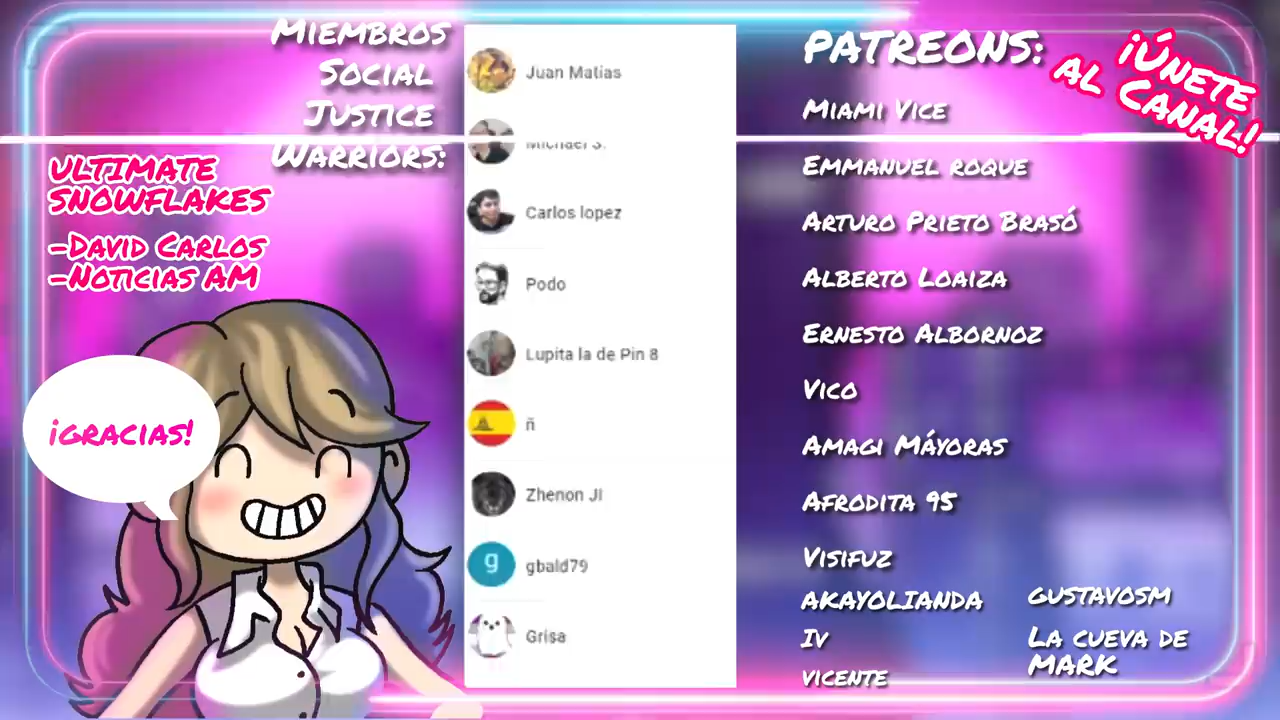 MIEMBROS
SOCIAL
JUSTICE
WARRIORS:
ULTIMATE
SNOWFLAKES
-DAVID CARLOS
-NOTICIAS AM
¡GRACIAS!
Juan Matías
Michael S.
Carlos lopez
Podo
Lupita la de Pin 8
ñ
Zhenon JI
g
gbald79
Grisa
PATREONS:
MIAMI VICE
EMMANUEL ROQUE
ARTURO PRIETO BRASÓ
ALBERTO LOAIZA
ERNESTO ALBORNOZ
VICO
AMAGI MÁYORAS
AFRODITA 95
VISIFUZ
AKAYOLIANDA
IV
VICENTE
GUSTAVOSM
LA CUEVA DE
MARK
¡ÚNETE
AL CANAL!